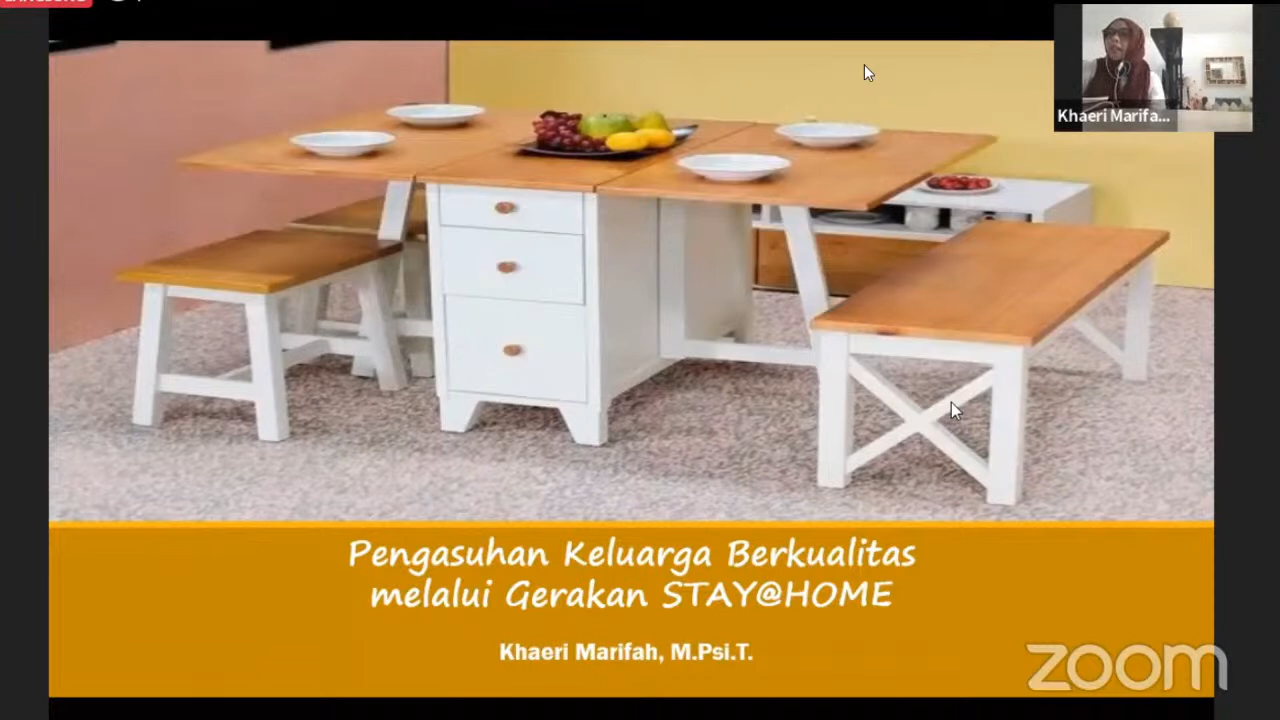 Khaeri Marifa...
Pengasuhan Keluarga Berkualitas
melalui Gerakan STAY@HOME
Khaeri Marifah, M.Psi.T.
zoom